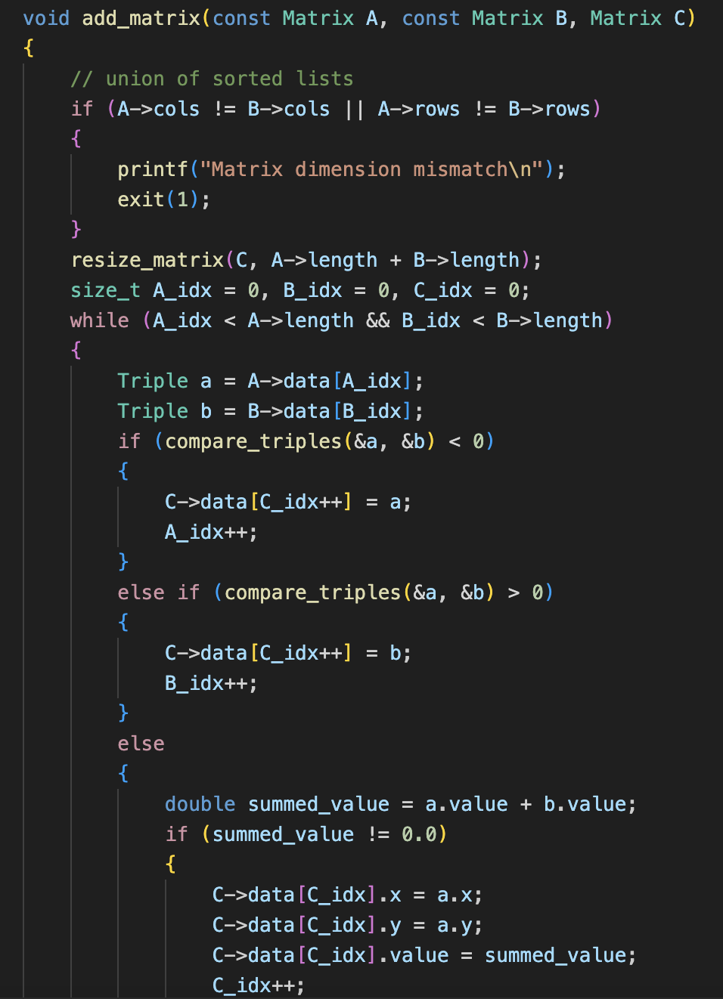 void add_matrix(const Matrix A, const Matrix B, Matrix C)
{
    // union of sorted lists
    if (A->cols != B->cols || A->rows != B->rows)
    {
        printf("Matrix dimension mismatch\n");
        exit(1);
    }
    resize_matrix(C, A->length + B->length);
    size_t A_idx = 0, B_idx = 0, C_idx = 0;
    while (A_idx < A->length && B_idx < B->length)
    {
        Triple a = A->data[A_idx];
        Triple b = B->data[B_idx];
        if (compare_triples(&a, &b) < 0)
        {
            C->data[C_idx++] = a;
            A_idx++;
        }
        else if (compare_triples(&a, &b) > 0)
        {
            C->data[C_idx++] = b;
            B_idx++;
        }
        else
        {
            double summed_value = a.value + b.value;
            if (summed_value != 0.0)
            {
                C->data[C_idx].x = a.x;
                C->data[C_idx].y = a.y;
                C->data[C_idx].value = summed_value;
                C_idx++;